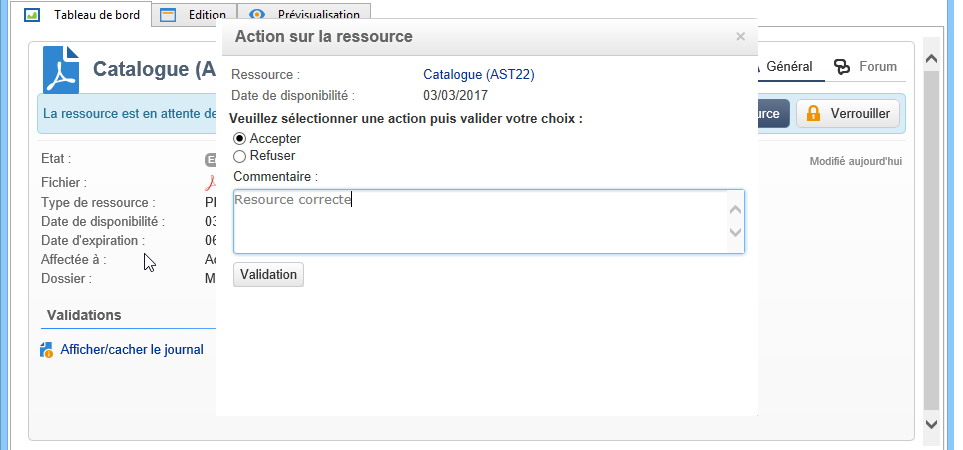 Tableau de bord
Edition
Prévisualisation
Action sur la ressource
Catalogue (A
Général
Forum
Ressource :
Catalogue (AST22)
Date de disponibilité :
03/03/2017
La ressource est en attente de
Verrouiller
Veuillez sélectionner une action puis valider votre choix :
Accepter
Refuser
Commentaire :
Resource correcte
Validation
Etat :
Modifié aujourd'hui
Fichier :
Type de ressource :
Date de disponibilité :
03
Date d'expiration :
06
Affectée à :
Dossier :
M
Validations
Afficher/cacher le journal